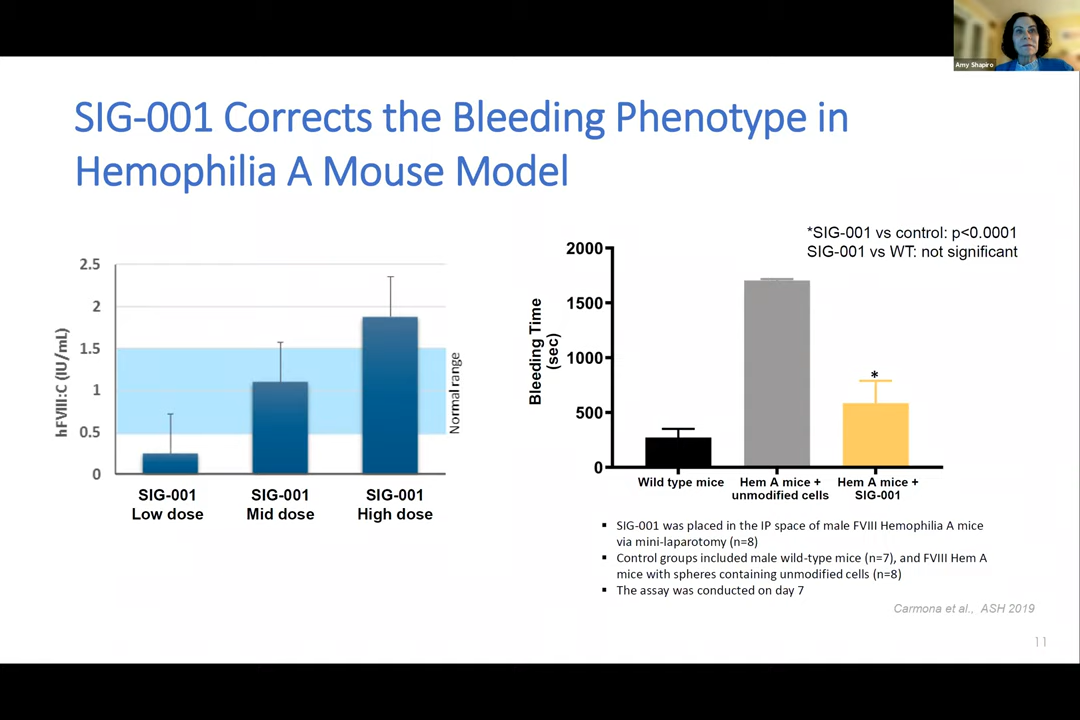 Amy Shapiro
SIG-001 Corrects the Bleeding Phenotype in
Hemophilia A Mouse Model
hFVIII:C (IU/mL)
2.5
2
1.5
1
0.5
0
Normal range
SIG-001
Low dose
SIG-001
Mid dose
SIG-001
High dose
*SIG-001 vs control: p<0.0001
SIG-001 vs WT: not significant
Bleeding Time
(sec)
2000
1500
1000
500
0
*
Wild type mice
Hem A mice +
unmodified cells
Hem A mice +
SIG-001
▪ SIG-001 was placed in the IP space of male FVIII Hemophilia A mice
via mini-laparotomy (n=8)
▪ Control groups included male wild-type mice (n=7), and FVIII Hem A
mice with spheres containing unmodified cells (n=8)
▪ The assay was conducted on day 7
Carmona et al., ASH 2019
11